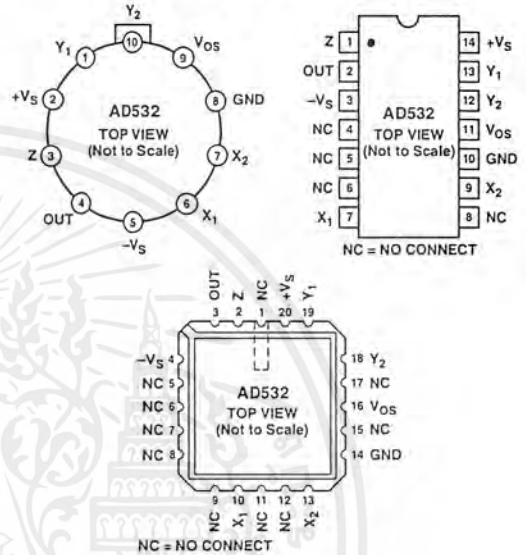 Y2
10
Y1
1
9
VOS
+VS
2
8
GND
AD532
TOP VIEW
(Not to Scale)
Z
3
7
X2
OUT
4
6
X1
5
−VS
Z 1
14 +VS
OUT 2
13 Y1
−VS 3
12 Y2
NC 4
11 VOS
NC 5
10 GND
NC 6
9 X2
X1 7
8 NC
AD532
TOP VIEW
(Not to Scale)
NC = NO CONNECT
OUT
Z
NC
+VS
Y1
3 2 1 20 19
−VS 4
18 Y2
NC 5
17 NC
NC 6
16 VOS
NC 7
15 NC
NC 8
14 GND
AD532
TOP VIEW
(Not to Scale)
9 10 11 12 13
NC
X1
NC
NC
X2
NC = NO CONNECT